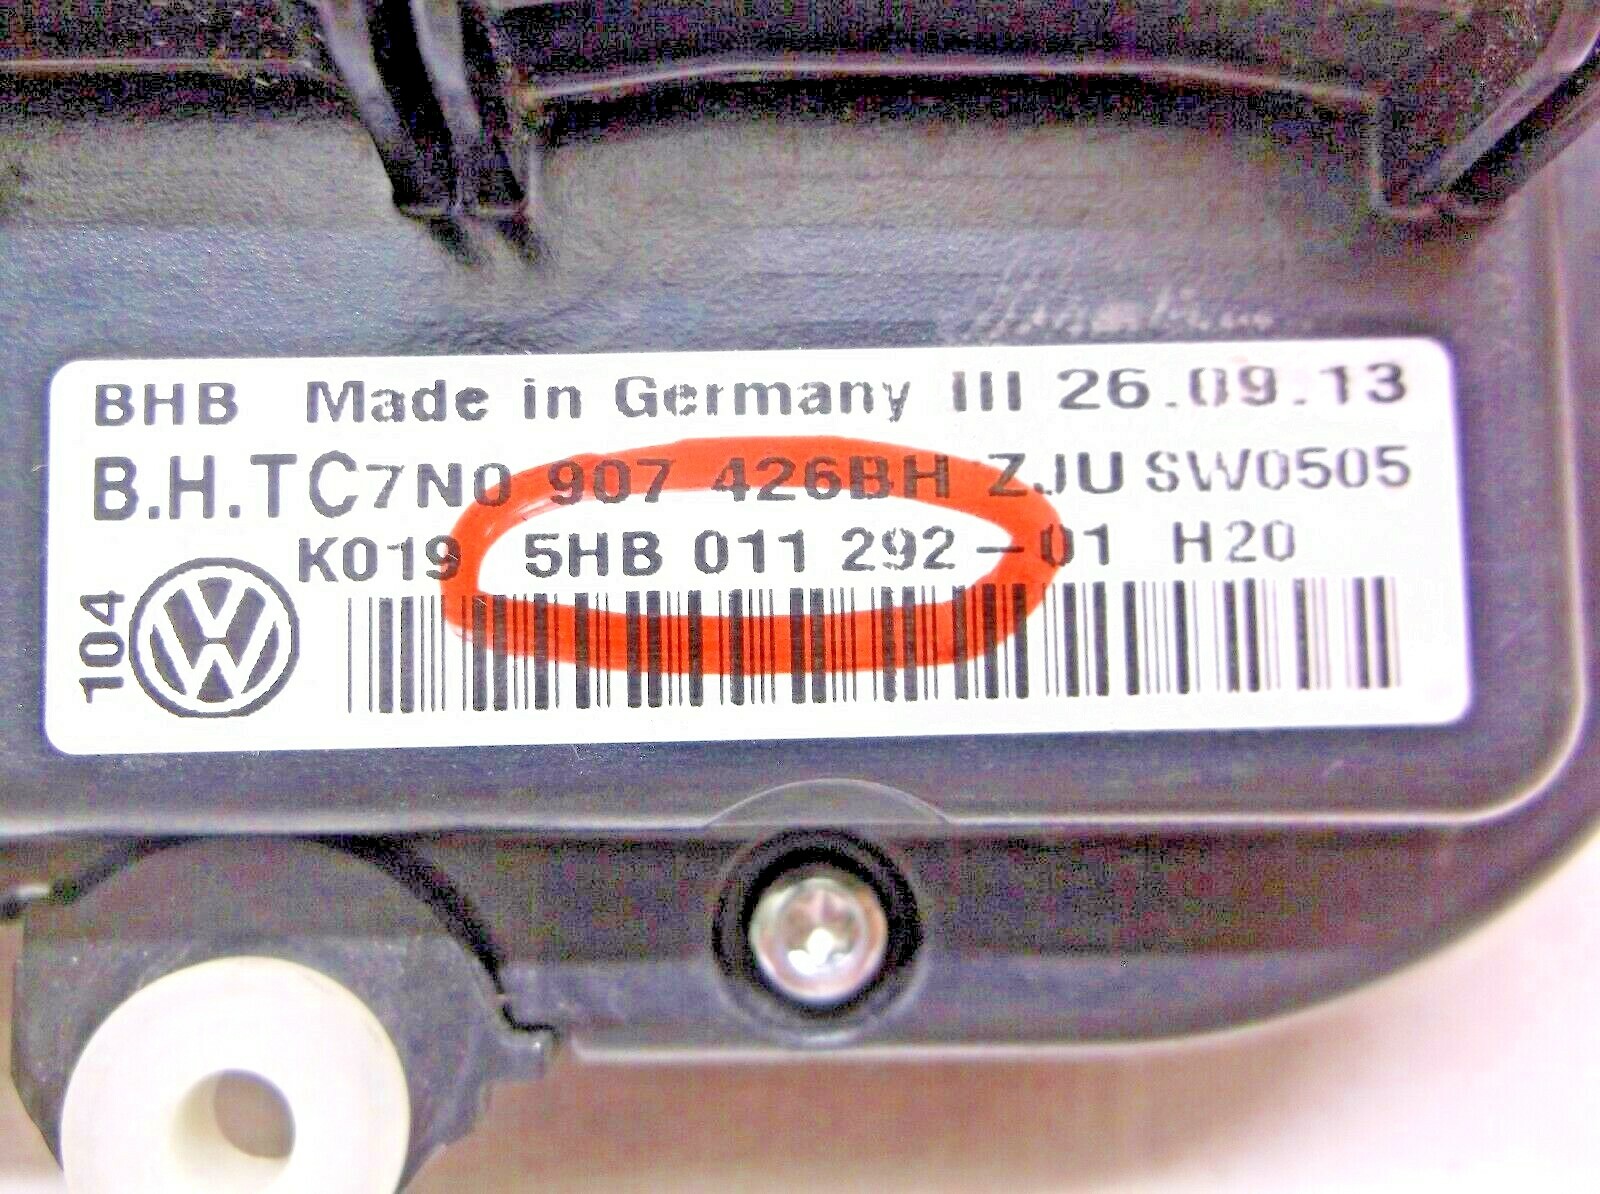 BHB Made in Germany III 26.09.13
B.H.TC7N0 907 426BH ZJU SW0505
K019 5HB 011 292-01 H20
104